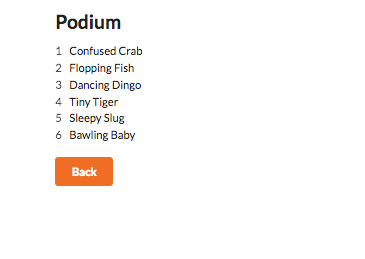 Podium
1 Confused Crab
2 Flopping Fish
3 Dancing Dingo
4 Tiny Tiger
5 Sleepy Slug
6 Bawling Baby
Back